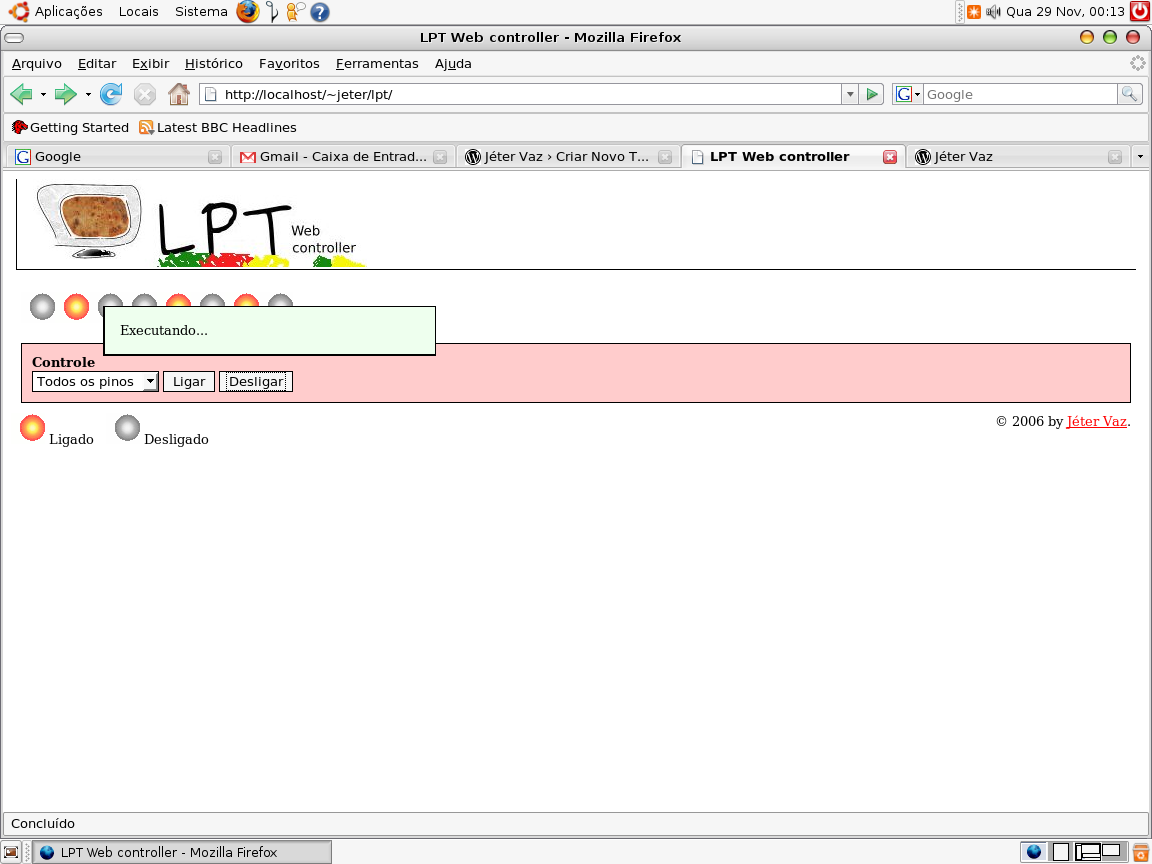 Aplicações Locais Sistema Qua 29 Nov, 00:13
LPT Web controller - Mozilla Firefox
Arquivo Editar Exibir Histórico Favoritos Ferramentas Ajuda
http://localhost/~jeter/lpt/ G Google
Getting Started Latest BBC Headlines
Google Gmail - Caixa de Entrad... Jéter Vaz › Criar Novo T... LPT Web controller Jéter Vaz
LPT Web
controller
Executando...
Controle
Todos os pinos Ligar Desligar
Ligado Desligado
© 2006 by Jéter Vaz.
Concluído
LPT Web controller - Mozilla Firefox